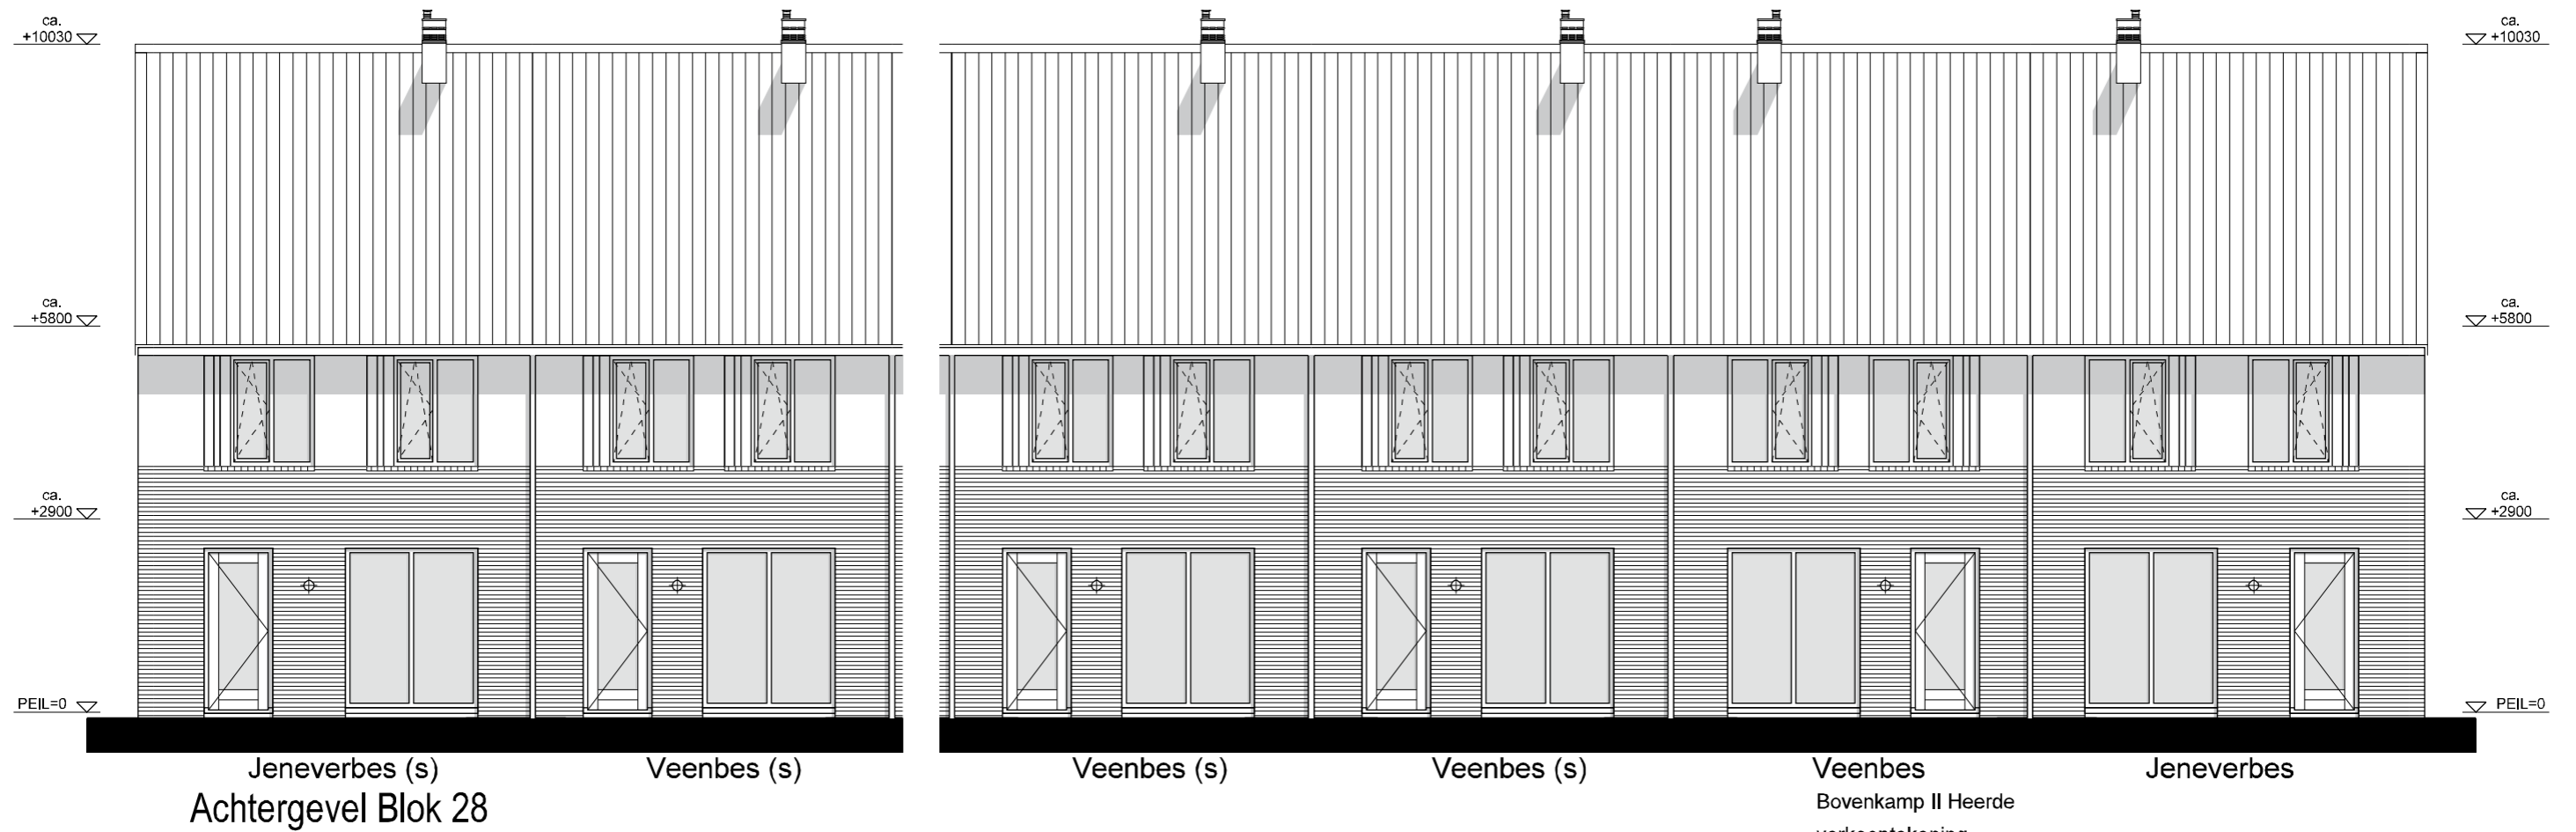 ca.
+10030
ca.
+10030
ca.
+5800
ca.
+5800
ca.
+2900
ca.
+2900
PEIL=0
PEIL=0
Jeneverbes (s)
Veenbes (s)
Veenbes (s)
Veenbes (s)
Veenbes
Jeneverbes
Achtergevel Blok 28
Bovenkamp II Heerde